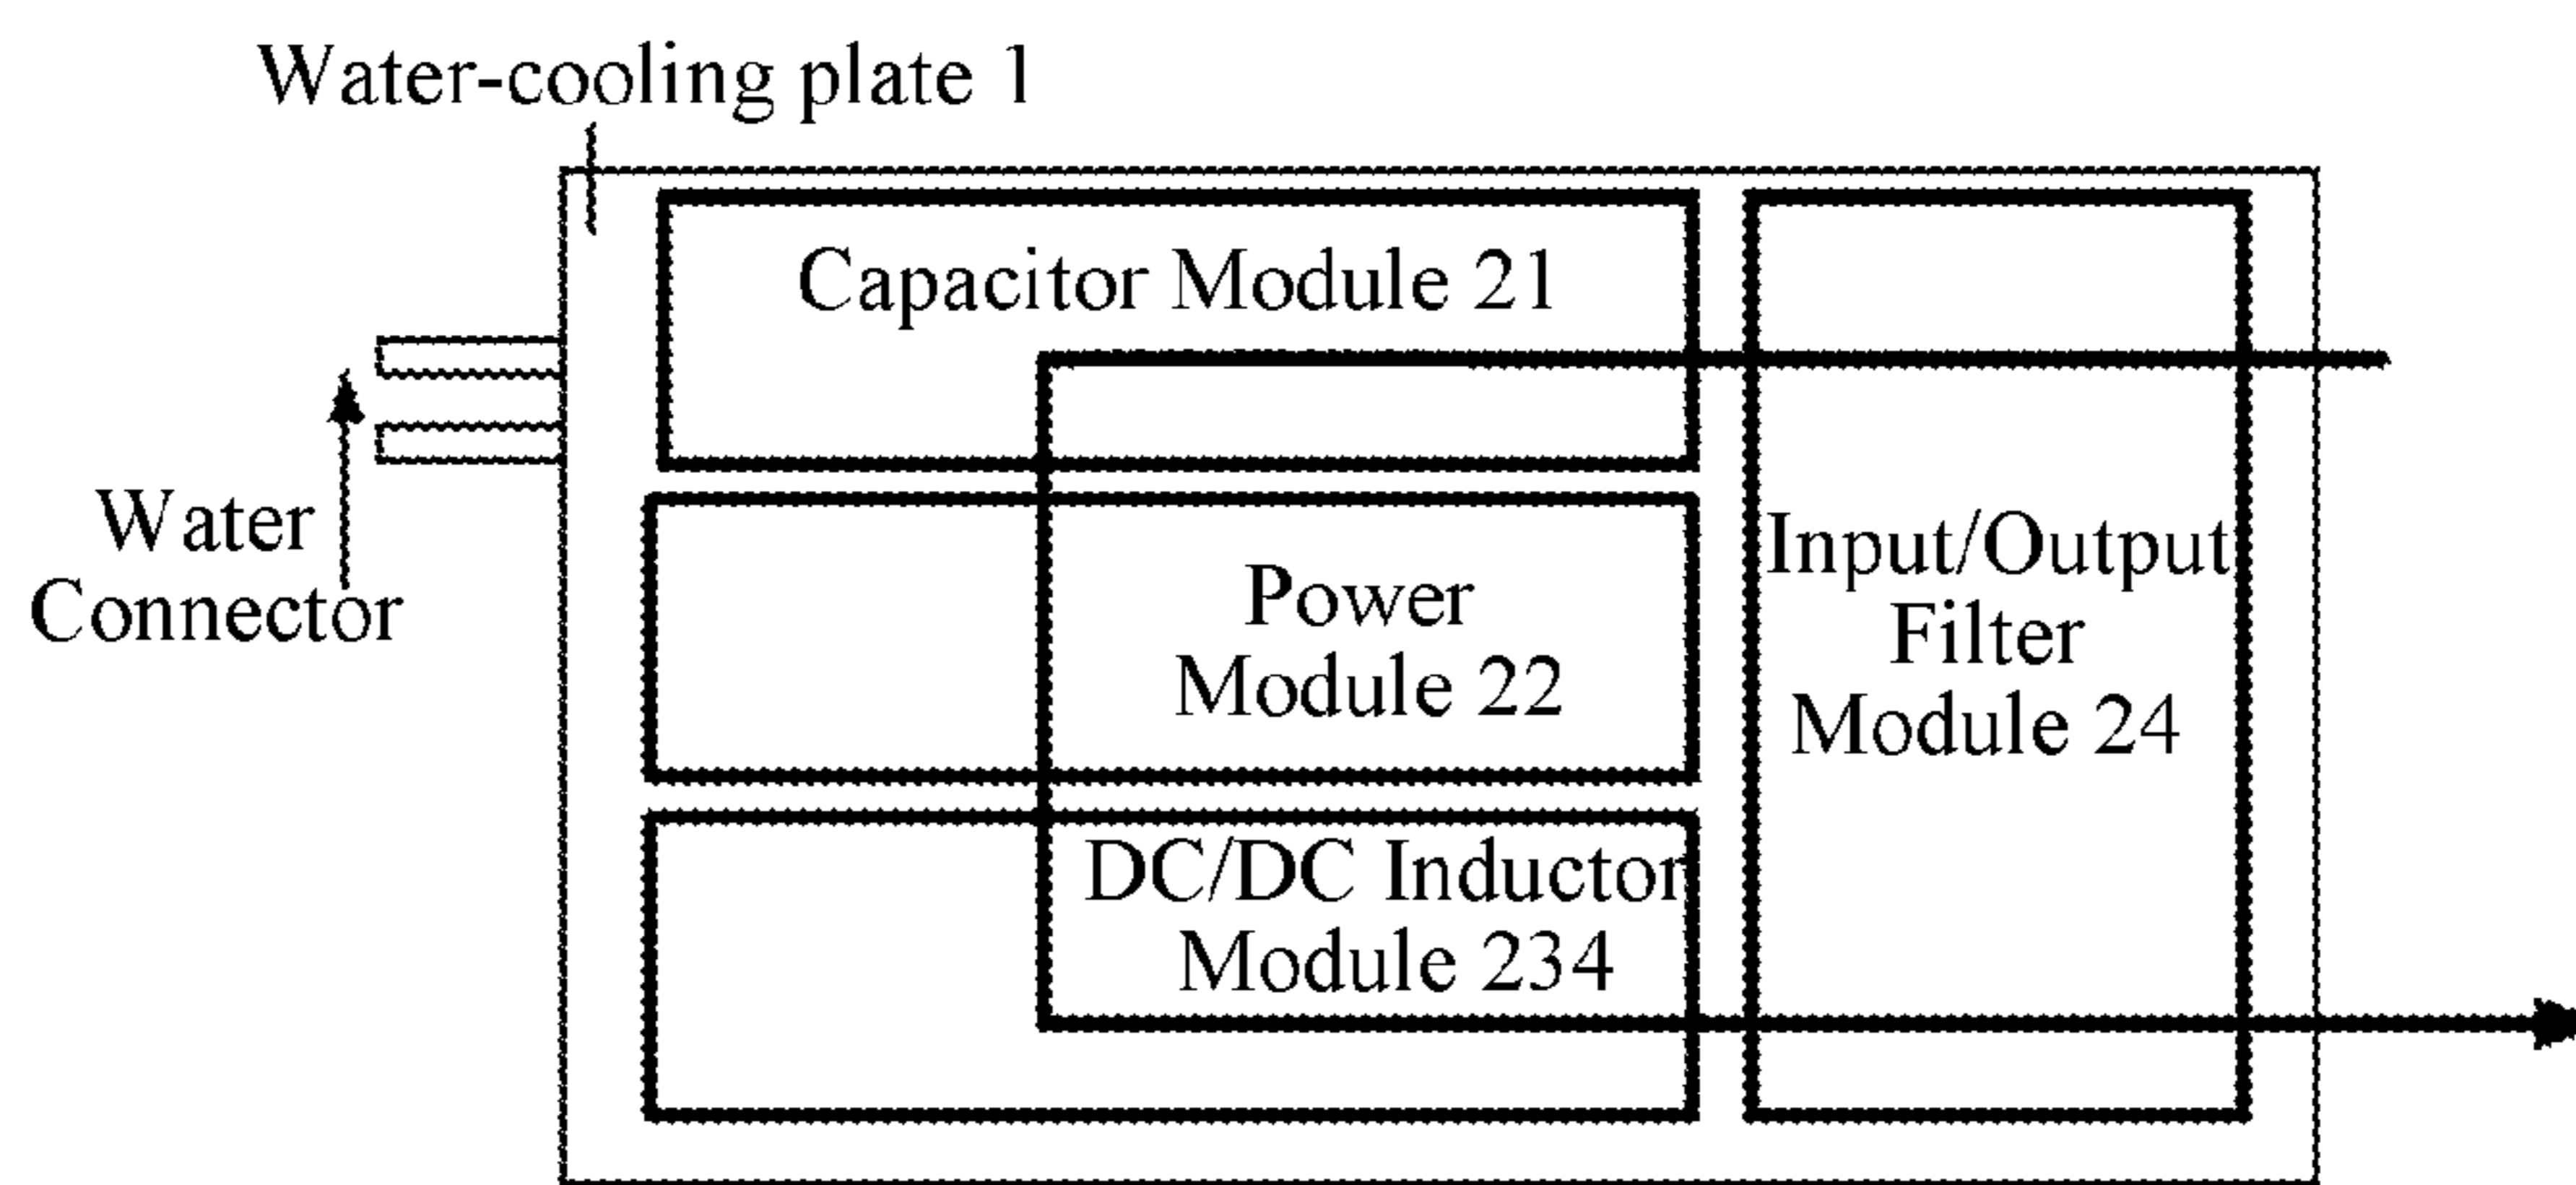 Water-cooling plate 1
Capacitor Module 21
Water
Connector
Power
Module 22
Input/Output
Filter
Module 24
DC/DC Inductor
Module 234